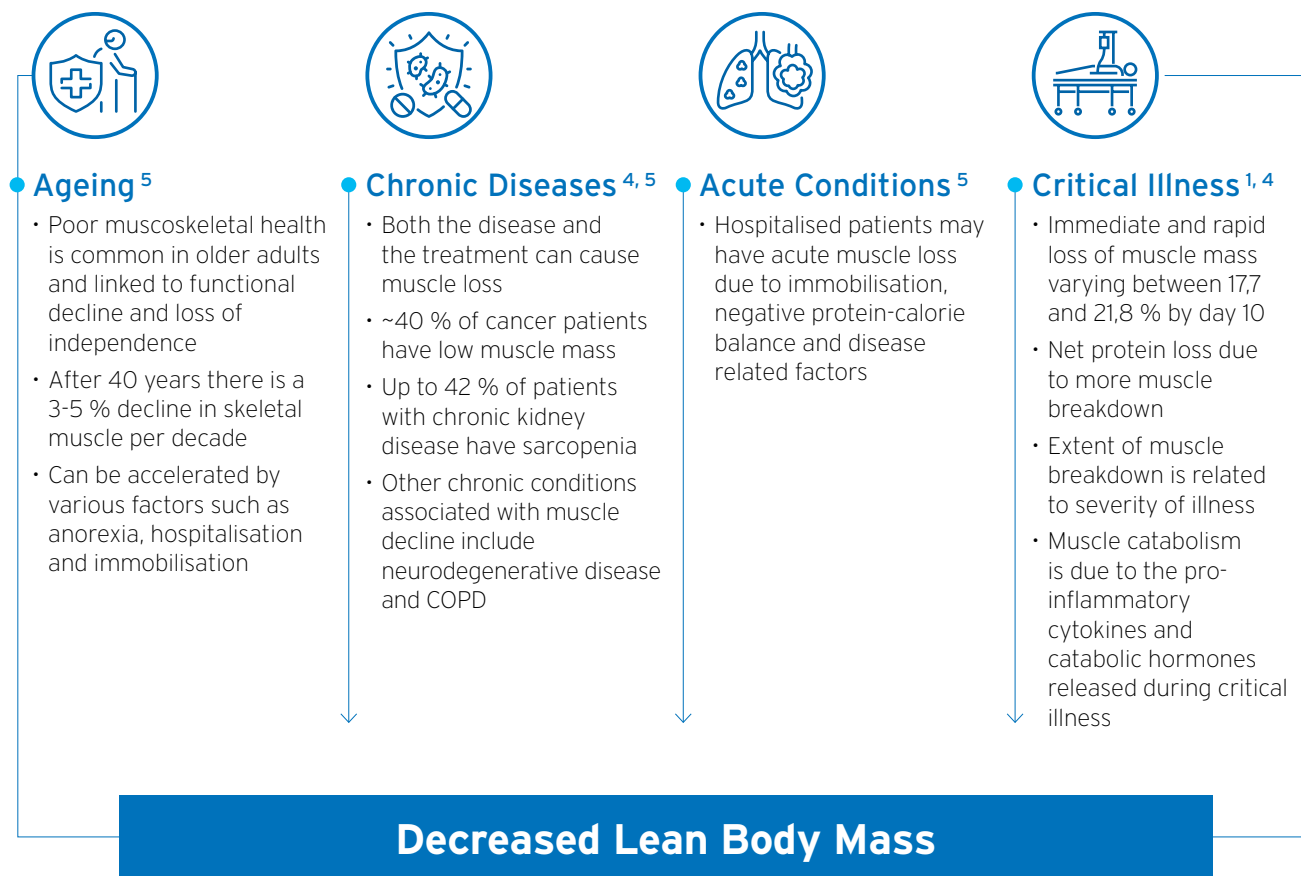 Ageing 5
· Poor muscoskeletal health
is common in older adults
and linked to functional
decline and loss of
independence
· After 40 years there is a
3-5 % decline in skeletal
muscle per decade
· Can be accelerated by
various factors such as
anorexia, hospitalisation
and immobilisation
Chronic Diseases 4, 5
· Both the disease and
the treatment can cause
muscle loss
· ~40 % of cancer patients
have low muscle mass
· Up to 42 % of patients
with chronic kidney
disease have sarcopenia
· Other chronic conditions
associated with muscle
decline include
neurodegenerative disease
and COPD
Acute Conditions 5
· Hospitalised patients may
have acute muscle loss
due to immobilisation,
negative protein-calorie
balance and disease
related factors
Critical Illness 1, 4
· Immediate and rapid
loss of muscle mass
varying between 17,7
and 21,8 % by day 10
· Net protein loss due
to more muscle
breakdown
· Extent of muscle
breakdown is related
to severity of illness
· Muscle catabolism
is due to the pro-
inflammatory
cytokines and
catabolic hormones
released during critical
illness
Decreased Lean Body Mass